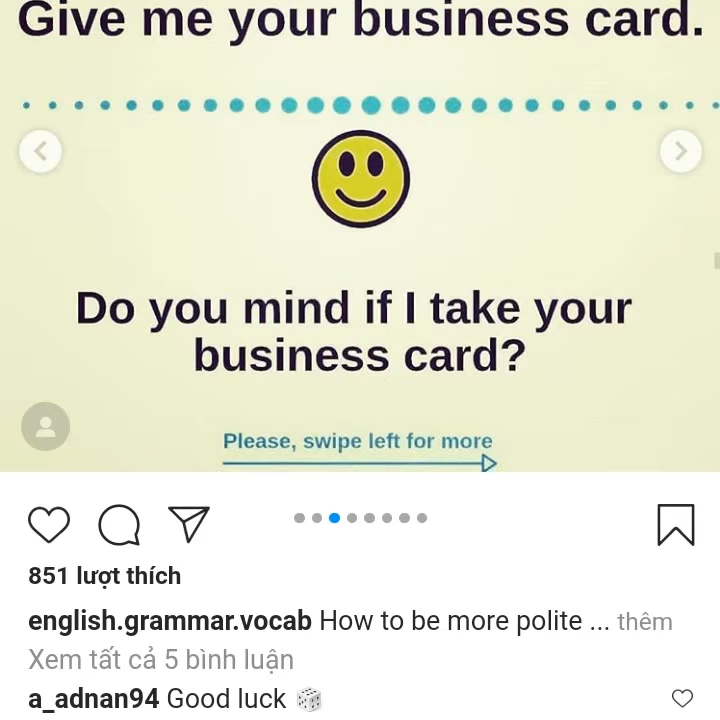 Give me your business card.
Do you mind if I take your
business card?
Please, swipe left for more
851 lượt thích
english.grammar.vocab How to be more polite ... thêm
Xem tất cả 5 bình luận
a_adnan94 Good luck 🎲